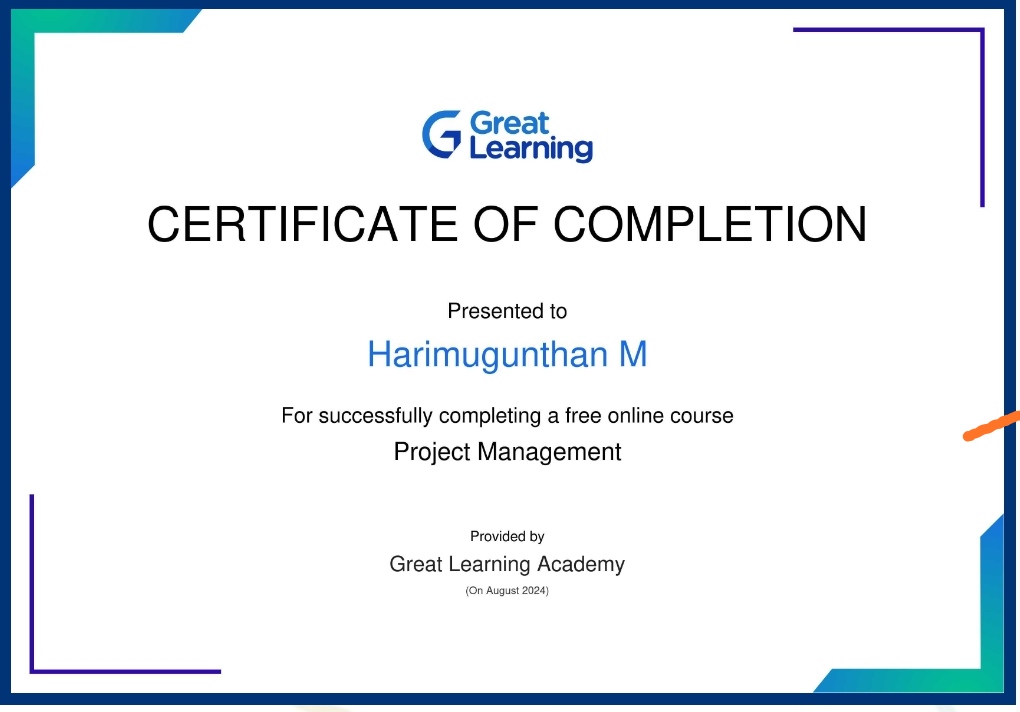 Great
Learning
CERTIFICATE OF COMPLETION
Presented to
Harimugunthan M
For successfully completing a free online course
Project Management
Provided by
Great Learning Academy
(On August 2024)